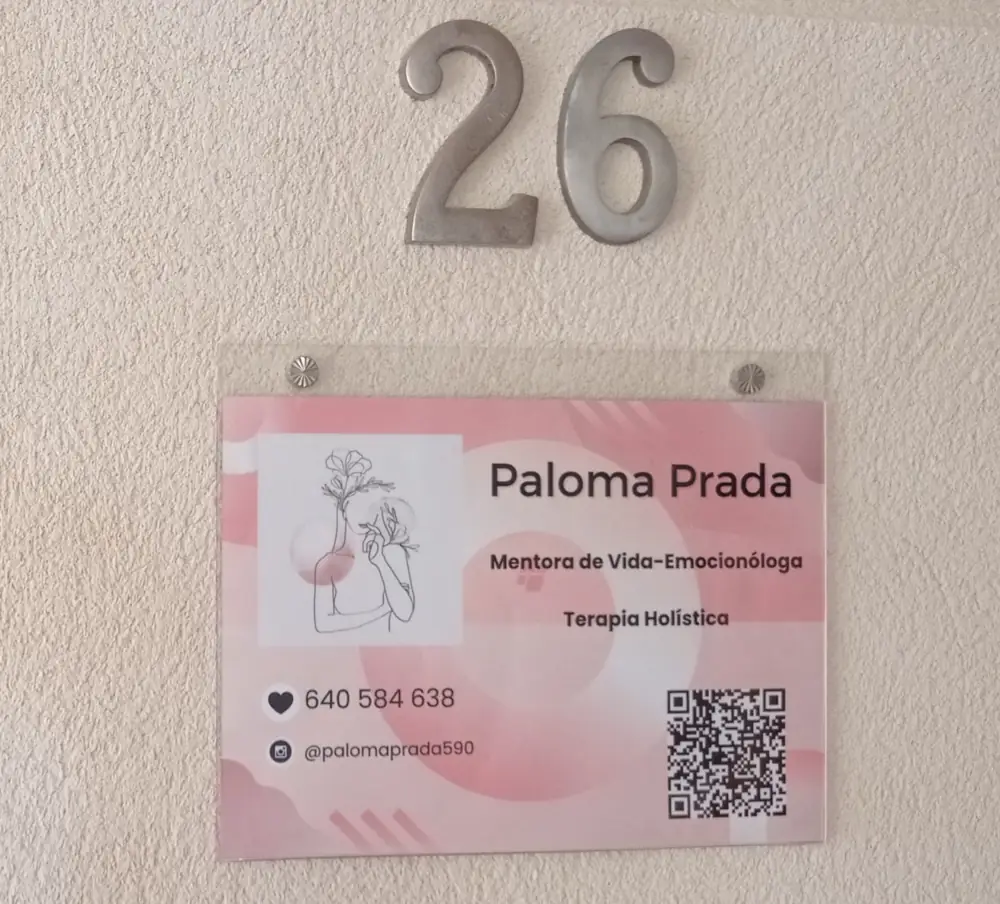 26
Paloma Prada
Mentora de Vida-Emocionóloga
Terapia Holística
640 584 638
@palomaprada590